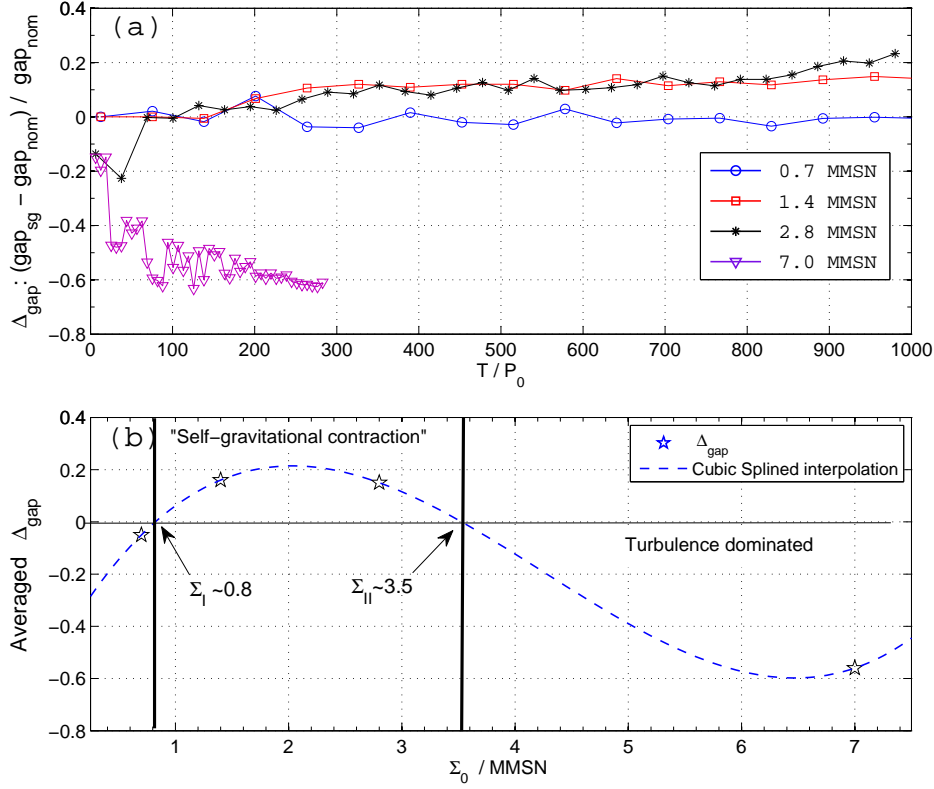 (a)
Δgap: (gapsg − gapnom) / gapnom
0.4
0.2
0
−0.2
−0.4
−0.6
−0.8
0.7 MMSN
1.4 MMSN
2.8 MMSN
7.0 MMSN
0 100 200 300 400 500 600 700 800 900 1000
T / P0
(b)
Averaged Δgap
0.4
0.2
0
−0.2
−0.4
−0.6
−0.8
"Self−gravitational contraction"
Δgap
Cubic Splined interpolation
Turbulence dominated
ΣI ~0.8
ΣII~3.5
1 2 3 4 5 6 7
Σ0 / MMSN